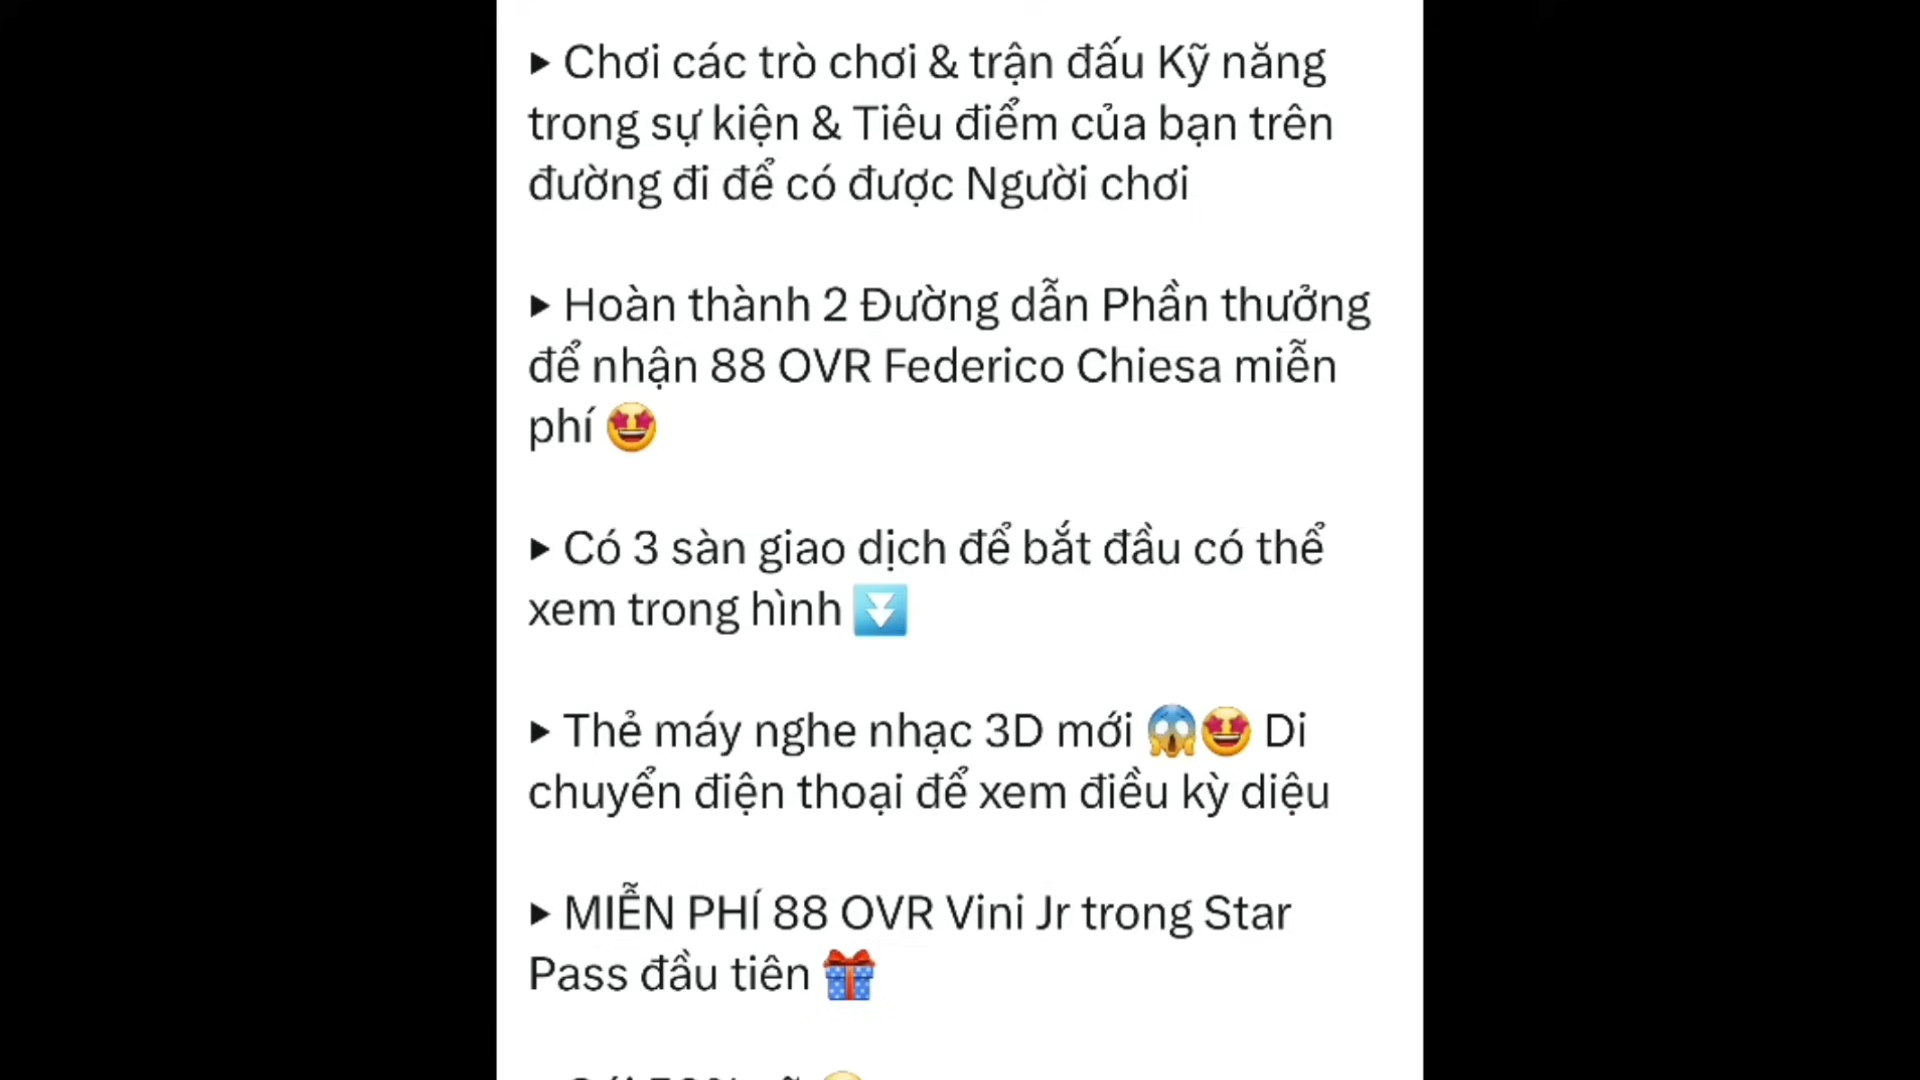 ▶ Chơi các trò chơi & trận đấu Kỹ năng
trong sự kiện & Tiêu điểm của bạn trên
đường đi để có được Người chơi
▶ Hoàn thành 2 Đường dẫn Phần thưởng
để nhận 88 OVR Federico Chiesa miễn
phí 🤩
▶ Có 3 sàn giao dịch để bắt đầu có thể
xem trong hình ⏬
▶ Thẻ máy nghe nhạc 3D mới 😱🤩 Di
chuyển điện thoại để xem điều kỳ diệu
▶ MIỄN PHÍ 88 OVR Vini Jr trong Star
Pass đầu tiên 🎁